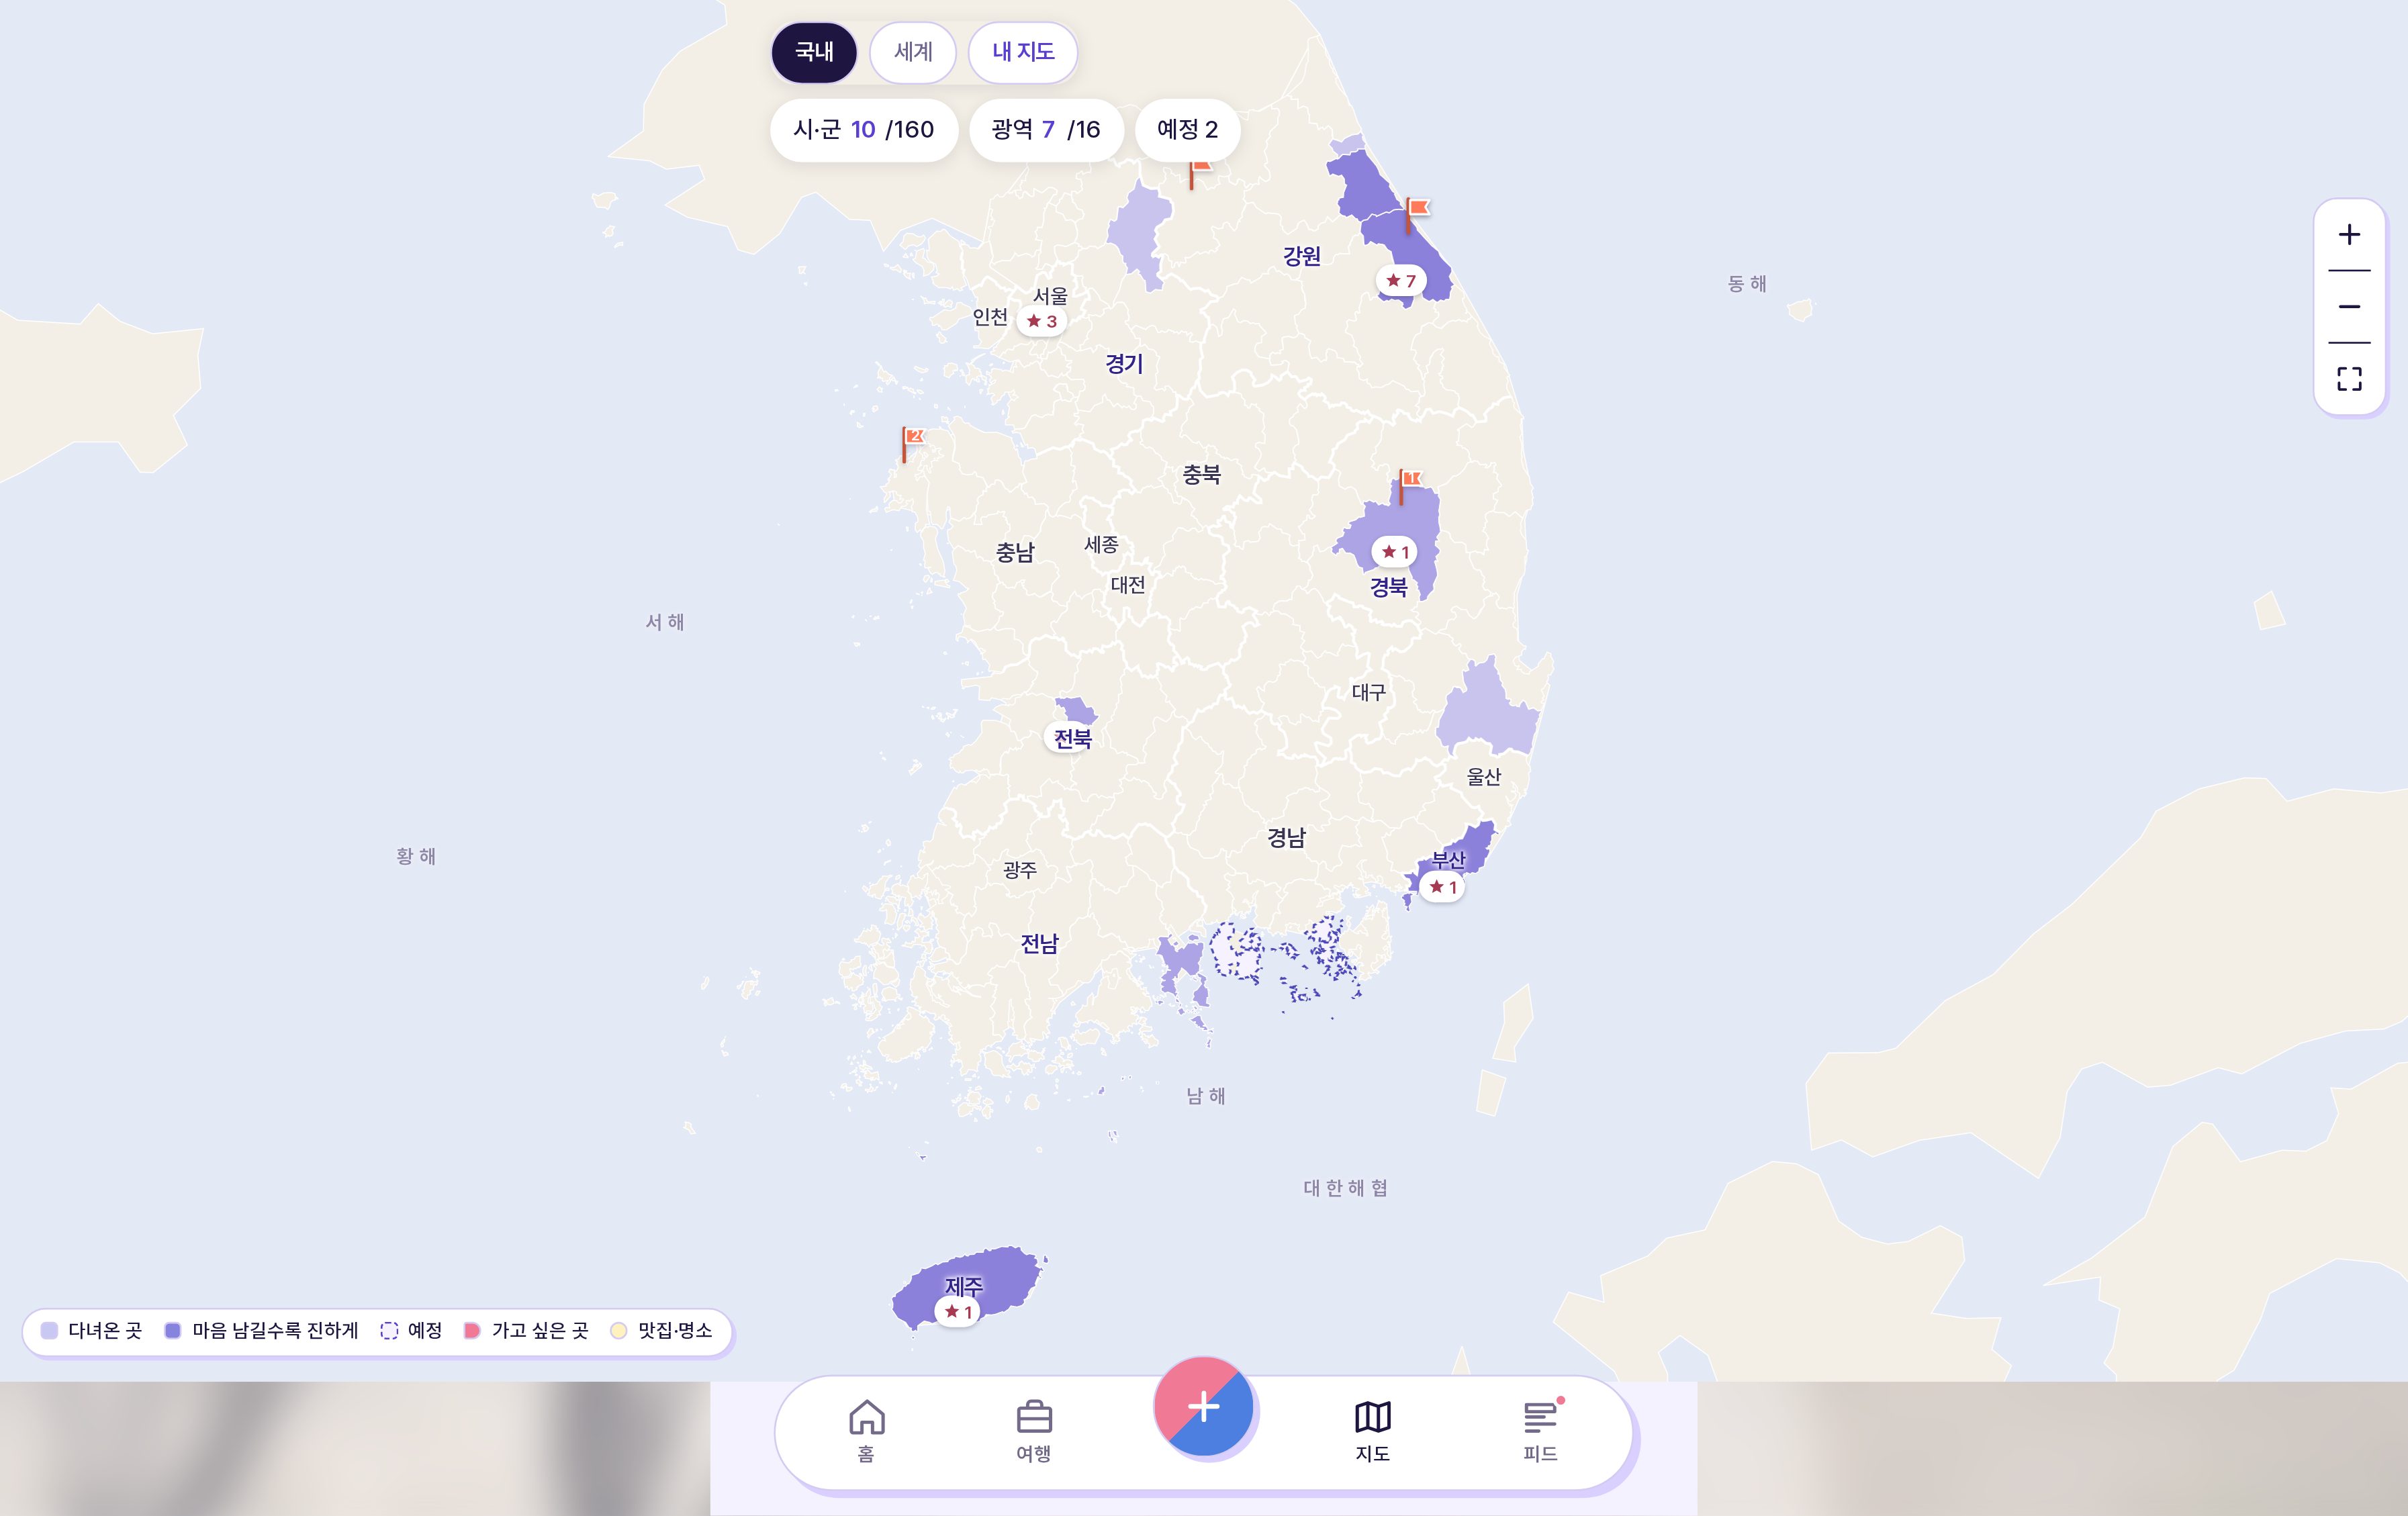 국내 세계 내 지도
시·군 10 /160 광역 7 /16 예정 2
강원
7
동해
서울
인천
3
경기
2
충북
1
충남
세종
1
대전
경북
서해
대구
전북
울산
경남
황해
부산
광주
1
전남
남해
대한해협
제주
1
다녀온 곳 마음 남길수록 진하게 예정 가고 싶은 곳 맛집·명소
홈 여행 지도 피드